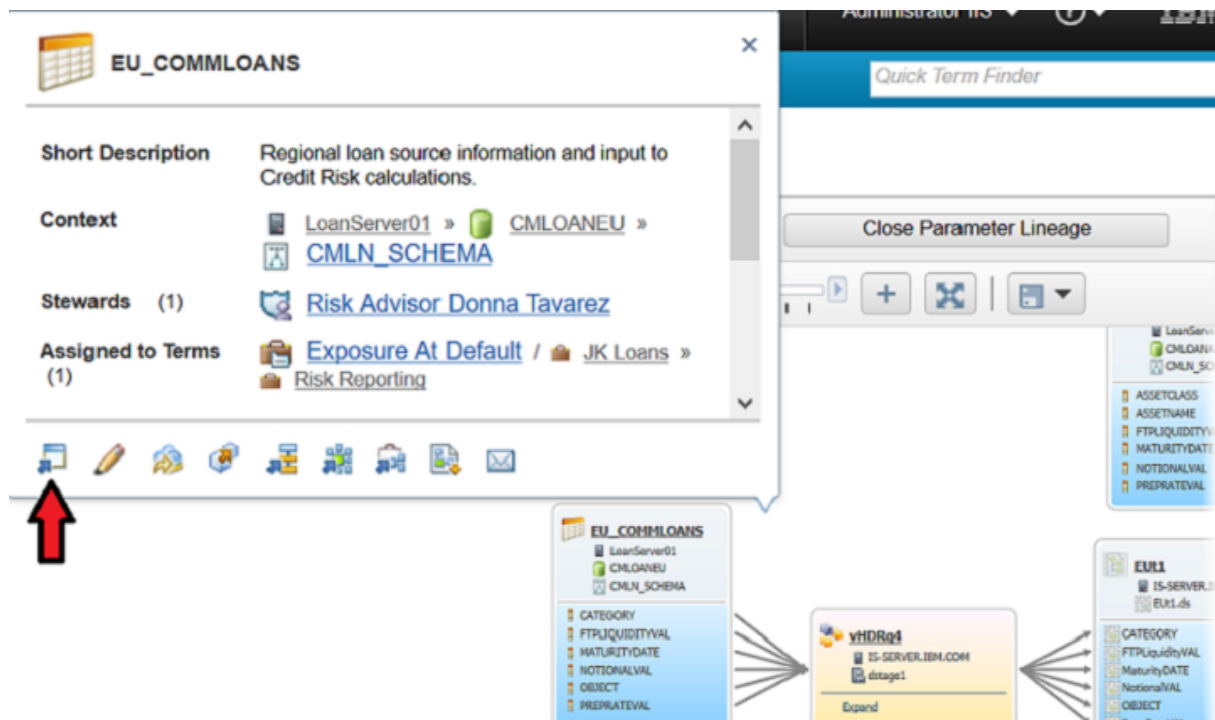 Administrator IIS
?
IBM
Quick Term Finder
EU_COMMLOANS
×
Short Description
Regional loan source information and input to
Credit Risk calculations.
Context
LoanServer01 » CMLOANEU »
CMLN_SCHEMA
Stewards (1)
Risk Advisor Donna Tavarez
Assigned to Terms
(1)
Exposure At Default / JK Loans »
Risk Reporting
Close Parameter Lineage
+
ASSETCLASS
ASSETNAME
MATURITYDATE
NOTIONALVAL
PREPRATEVAL
EU_COMMLOANS
LoanServer01
CMLOANEU
CMLN_SCHEMA
CATEGORY
FTPLIQUIDITYVAL
MATURITYDATE
NOTIONALVAL
OBJECT
PREPRATEVAL
vHDRq4
IS-SERVER.IBM.COM
dstage1
Expand
EUt1
IS-SERVER.I
EUt1.ds
CATEGORY
FTPLiquidityVAL
MaturityDATE
NotionalVAL
OBJECT